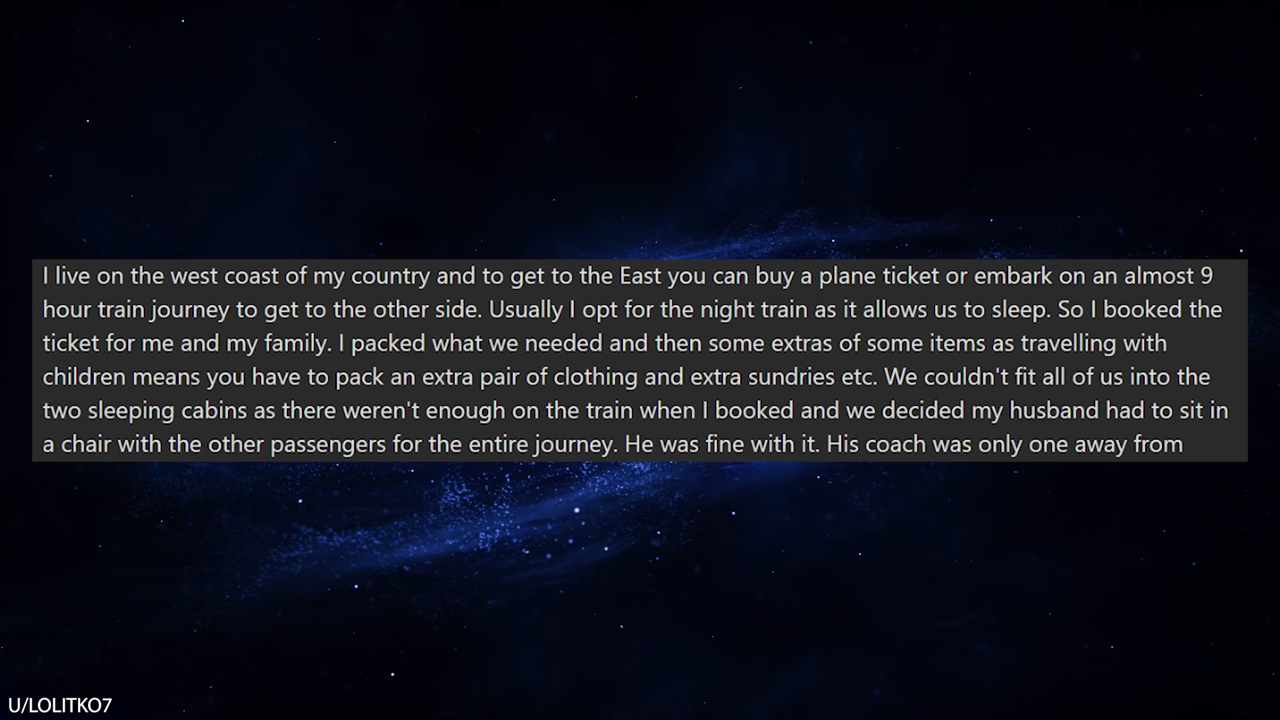 I live on the west coast of my country and to get to the East you can buy a plane ticket or embark on an almost 9
hour train journey to get to the other side. Usually I opt for the night train as it allows us to sleep. So I booked the
ticket for me and my family. I packed what we needed and then some extras of some items as travelling with
children means you have to pack an extra pair of clothing and extra sundries etc. We couldn't fit all of us into the
two sleeping cabins as there weren't enough on the train when I booked and we decided my husband had to sit in
a chair with the other passengers for the entire journey. He was fine with it. His coach was only one away from
U/LOLITKO7